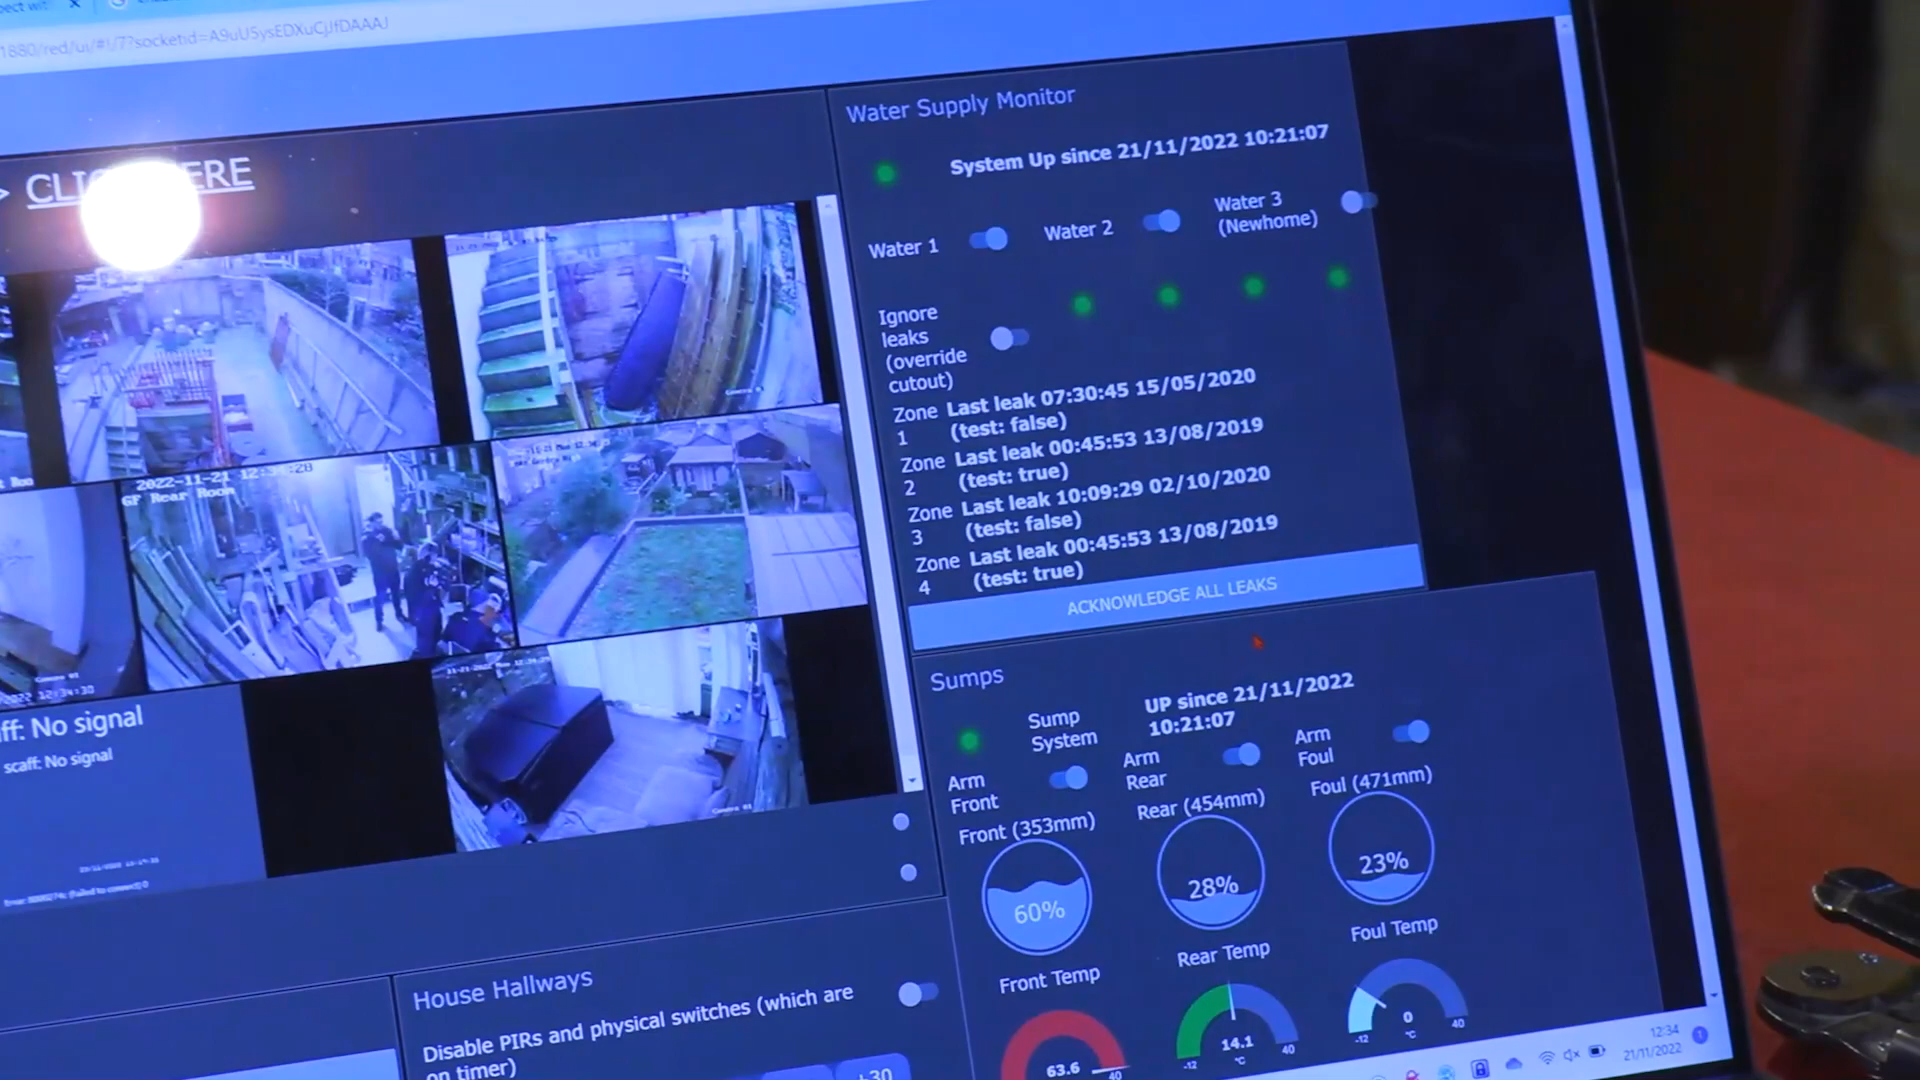 1880/red/ui/#!/7?socketid=A9uU5ysEDXuCjJfDAAAJ
Water Supply Monitor
System Up since 21/11/2022 10:21:07
Water 1
Water 2
Water 3
(Newhome)
Ignore
leaks
(override
cutout)
Zone
1
Last leak 07:30:45 15/05/2020
(test: false)
Zone
2
Last leak 00:45:53 13/08/2019
(test: true)
Zone
3
Last leak 10:09:29 02/10/2020
(test: false)
Zone
4
Last leak 00:45:53 13/08/2019
(test: true)
ACKNOWLEDGE ALL LEAKS
GF Rear Room
ff: No signal
scaff: No signal
Sumps
Sump
System
UP since 21/11/2022
10:21:07
Arm
Front
Arm
Rear
Arm
Foul
Front (353mm)
Rear (454mm)
Foul (471mm)
60%
28%
23%
Front Temp
Rear Temp
Foul Temp
63.6
40
14.1
°C
-12
40
0
°C
-12
40
House Hallways
Disable PIRs and physical switches (which are
on timer)
12:34
21/11/2022